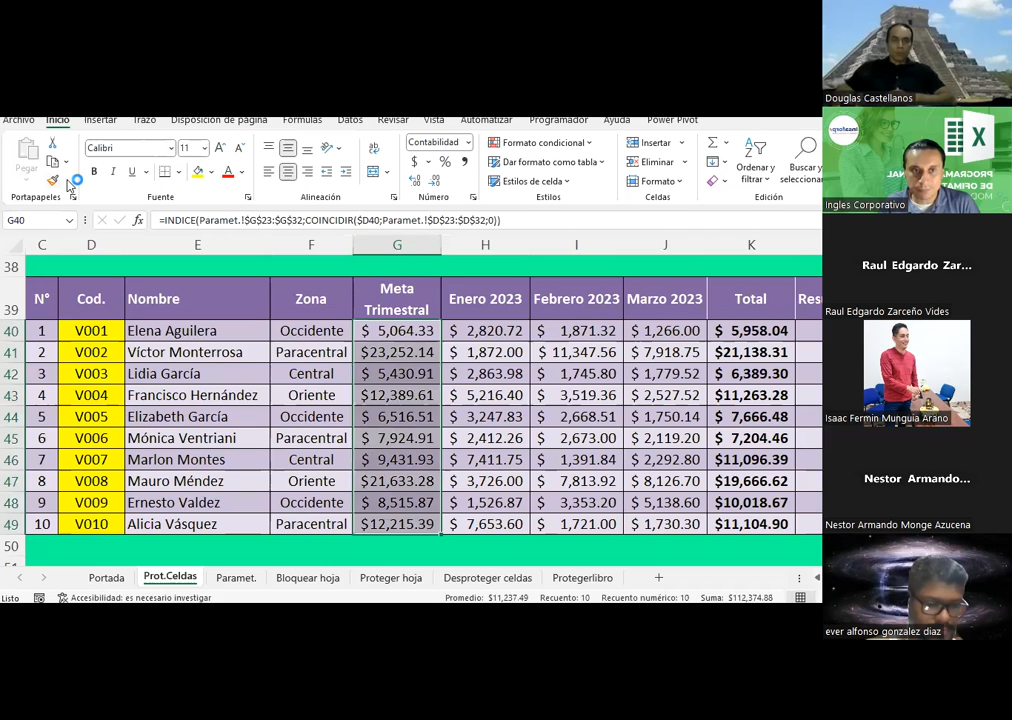 Archivo Inicio Insertar Trazo Disposición de página Fórmulas Datos Revisar Vista Automatizar Programador Ayuda Power Pivot
Pegar
Portapapeles
Calibri 11
N K S
Fuente
Alineación
Contabilidad
$ % 000
Número
Formato condicional
Dar formato como tabla
Estilos de celda
Estilos
Insertar
Eliminar
Formato
Celdas
Ordenar y filtrar
Buscar y seleccionar
Edición
G40 fx =INDICE(Paramet.!$G$23:$G$32;COINCIDIR($D40;Paramet.!$D$23:$D$32;0))
C D E F G H I J K
38
39 N° Cod. Nombre Zona Meta Trimestral Enero 2023 Febrero 2023 Marzo 2023 Total Res
40 1 V001 Elena Aguilera Occidente $ 5,064.33 $ 2,820.72 $ 1,871.32 $ 1,266.00 $ 5,958.04
41 2 V002 Víctor Monterrosa Paracentral $23,252.14 $ 1,872.00 $ 11,347.56 $ 7,918.75 $21,138.31
42 3 V003 Lidia García Central $ 5,430.91 $ 2,863.98 $ 1,745.80 $ 1,779.52 $ 6,389.30
43 4 V004 Francisco Hernández Oriente $12,389.61 $ 5,216.40 $ 3,519.36 $ 2,527.52 $11,263.28
44 5 V005 Elizabeth García Occidente $ 6,516.51 $ 3,247.83 $ 2,668.51 $ 1,750.14 $ 7,666.48
45 6 V006 Mónica Ventriani Paracentral $ 7,924.91 $ 2,412.26 $ 2,673.00 $ 2,119.20 $ 7,204.46
46 7 V007 Marlon Montes Central $ 9,431.93 $ 7,411.75 $ 1,391.84 $ 2,292.80 $11,096.39
47 8 V008 Mauro Méndez Oriente $21,633.28 $ 3,726.00 $ 7,813.92 $ 8,126.70 $19,666.62
48 9 V009 Ernesto Valdez Occidente $ 8,515.87 $ 1,526.87 $ 3,353.20 $ 5,138.60 $10,018.67
49 10 V010 Alicia Vásquez Paracentral $12,215.39 $ 7,653.60 $ 1,721.00 $ 1,730.30 $11,104.90
50
Portada Prot.Celdas Paramet. Bloquear hoja Proteger hoja Desproteger celdas Protegerlibro
Listo Accesibilidad: es necesario investigar Promedio: $11,237.49 Recuento: 10 Recuento numérico: 10 Suma: $112,374.88
Douglas Castellanos
Ingles Corporativo
Raul Edgardo Zar...
Raul Edgardo Zarceño Vides
Isaac Fermin Munguia Arano
Nestor Armando...
Nestor Armando Monge Azucena
ever alfonso gonzalez diaz